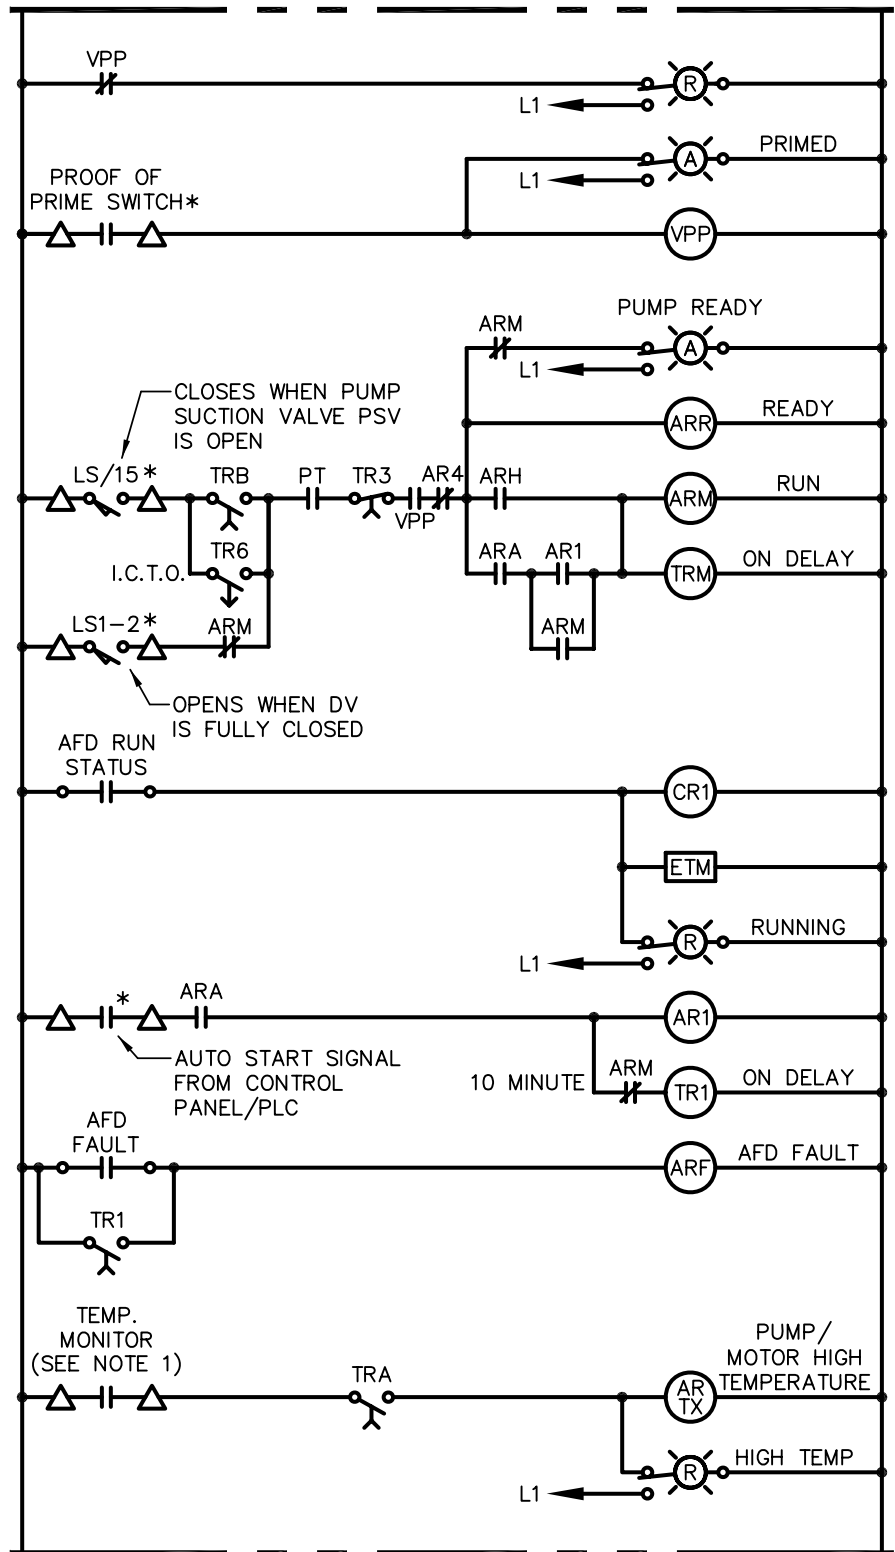 VPP
R
L1
PRIMED
A
L1
PROOF OF
PRIME SWITCH*
VPP
PUMP READY
ARM
A
L1
CLOSES WHEN PUMP
SUCTION VALVE PSV
IS OPEN
READY
ARR
LS/15*
TRB
PT
TR3
VPP
AR4
ARH
RUN
ARM
I.C.T.O.
TR6
ARA
AR1
ON DELAY
TRM
LS1-2*
ARM
ARM
OPENS WHEN DV
IS FULLY CLOSED
AFD RUN
STATUS
CR1
ETM
RUNNING
R
L1
*
ARA
AR1
AUTO START SIGNAL
FROM CONTROL
PANEL/PLC
10 MINUTE
ARM
TR1
ON DELAY
AFD
FAULT
ARF
AFD FAULT
TR1
TEMP.
MONITOR
(SEE NOTE 1)
TRA
AR
TX
PUMP/
MOTOR HIGH
TEMPERATURE
HIGH TEMP
R
L1